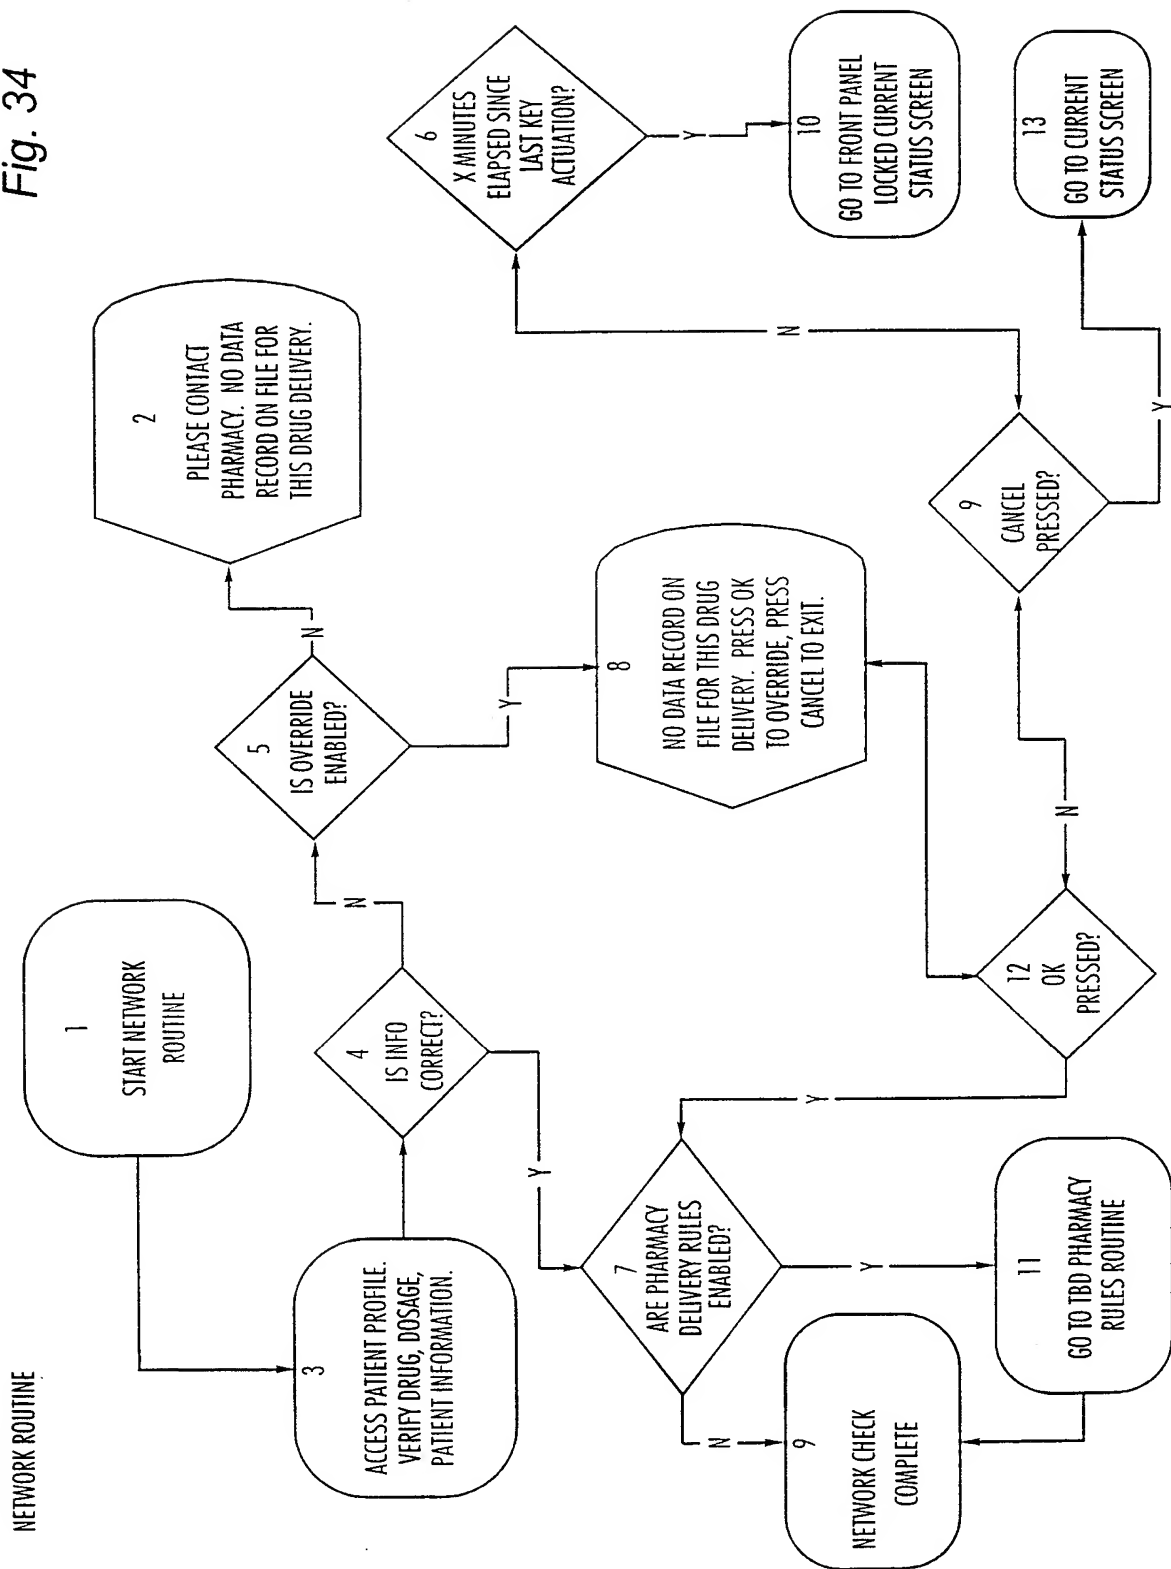 Fig. 34
NETWORK ROUTINE
1
START NETWORK
ROUTINE
2
PLEASE CONTACT
PHARMACY. NO DATA
RECORD ON FILE FOR
THIS DRUG DELIVERY.
3
ACCESS PATIENT PROFILE.
VERIFY DRUG, DOSAGE,
PATIENT INFORMATION.
4
IS INFO
CORRECT?
N
Y
5
IS OVERRIDE
ENABLED?
N
Y
6
X MINUTES
ELAPSED SINCE
LAST KEY
ACTUATION?
Y
7
ARE PHARMACY
DELIVERY RULES
ENABLED?
N
Y
8
NO DATA RECORD ON
FILE FOR THIS DRUG
DELIVERY. PRESS OK
TO OVERRIDE, PRESS
CANCEL TO EXIT.
9
NETWORK CHECK
COMPLETE
9
CANCEL
PRESSED?
N
Y
10
GO TO FRONT PANEL
LOCKED CURRENT
STATUS SCREEN
11
GO TO TBD PHARMACY
RULES ROUTINE
12
OK
PRESSED?
N
Y
13
GO TO CURRENT
STATUS SCREEN